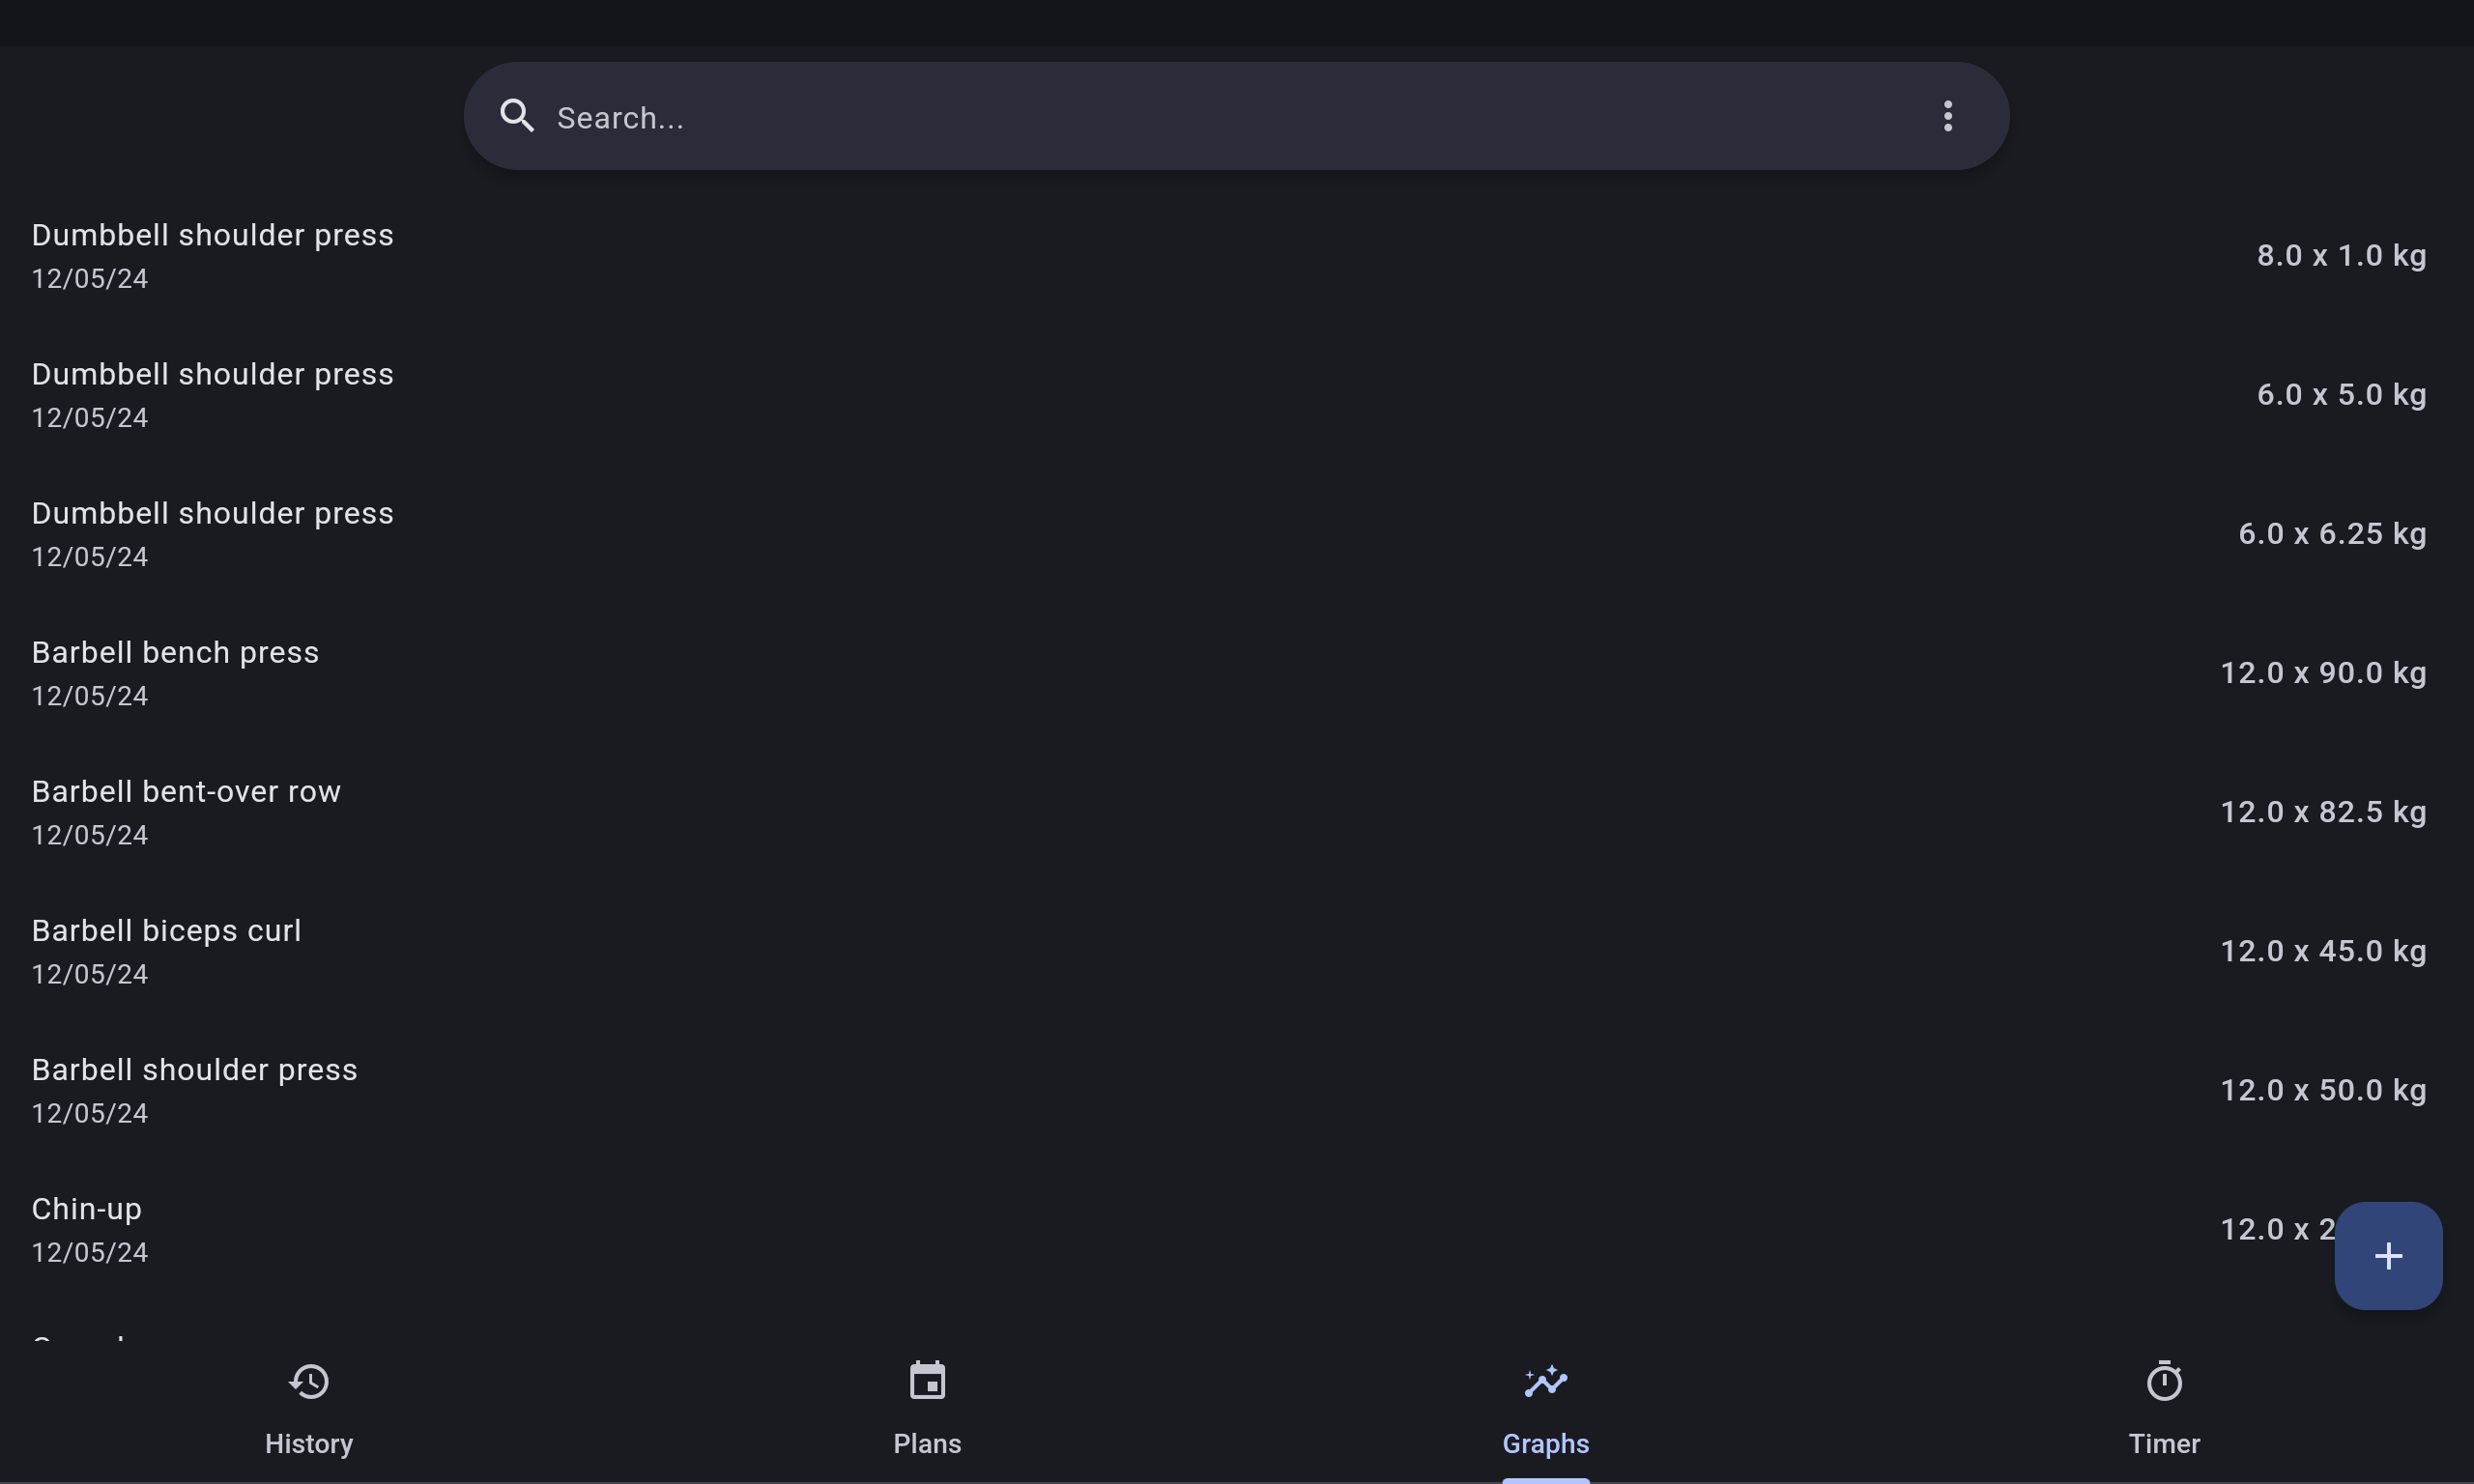 Search...
Dumbbell shoulder press
12/05/24
8.0 x 1.0 kg
Dumbbell shoulder press
12/05/24
6.0 x 5.0 kg
Dumbbell shoulder press
12/05/24
6.0 x 6.25 kg
Barbell bench press
12/05/24
12.0 x 90.0 kg
Barbell bent-over row
12/05/24
12.0 x 82.5 kg
Barbell biceps curl
12/05/24
12.0 x 45.0 kg
Barbell shoulder press
12/05/24
12.0 x 50.0 kg
Chin-up
12/05/24
12.0 x
History
Plans
Graphs
Timer